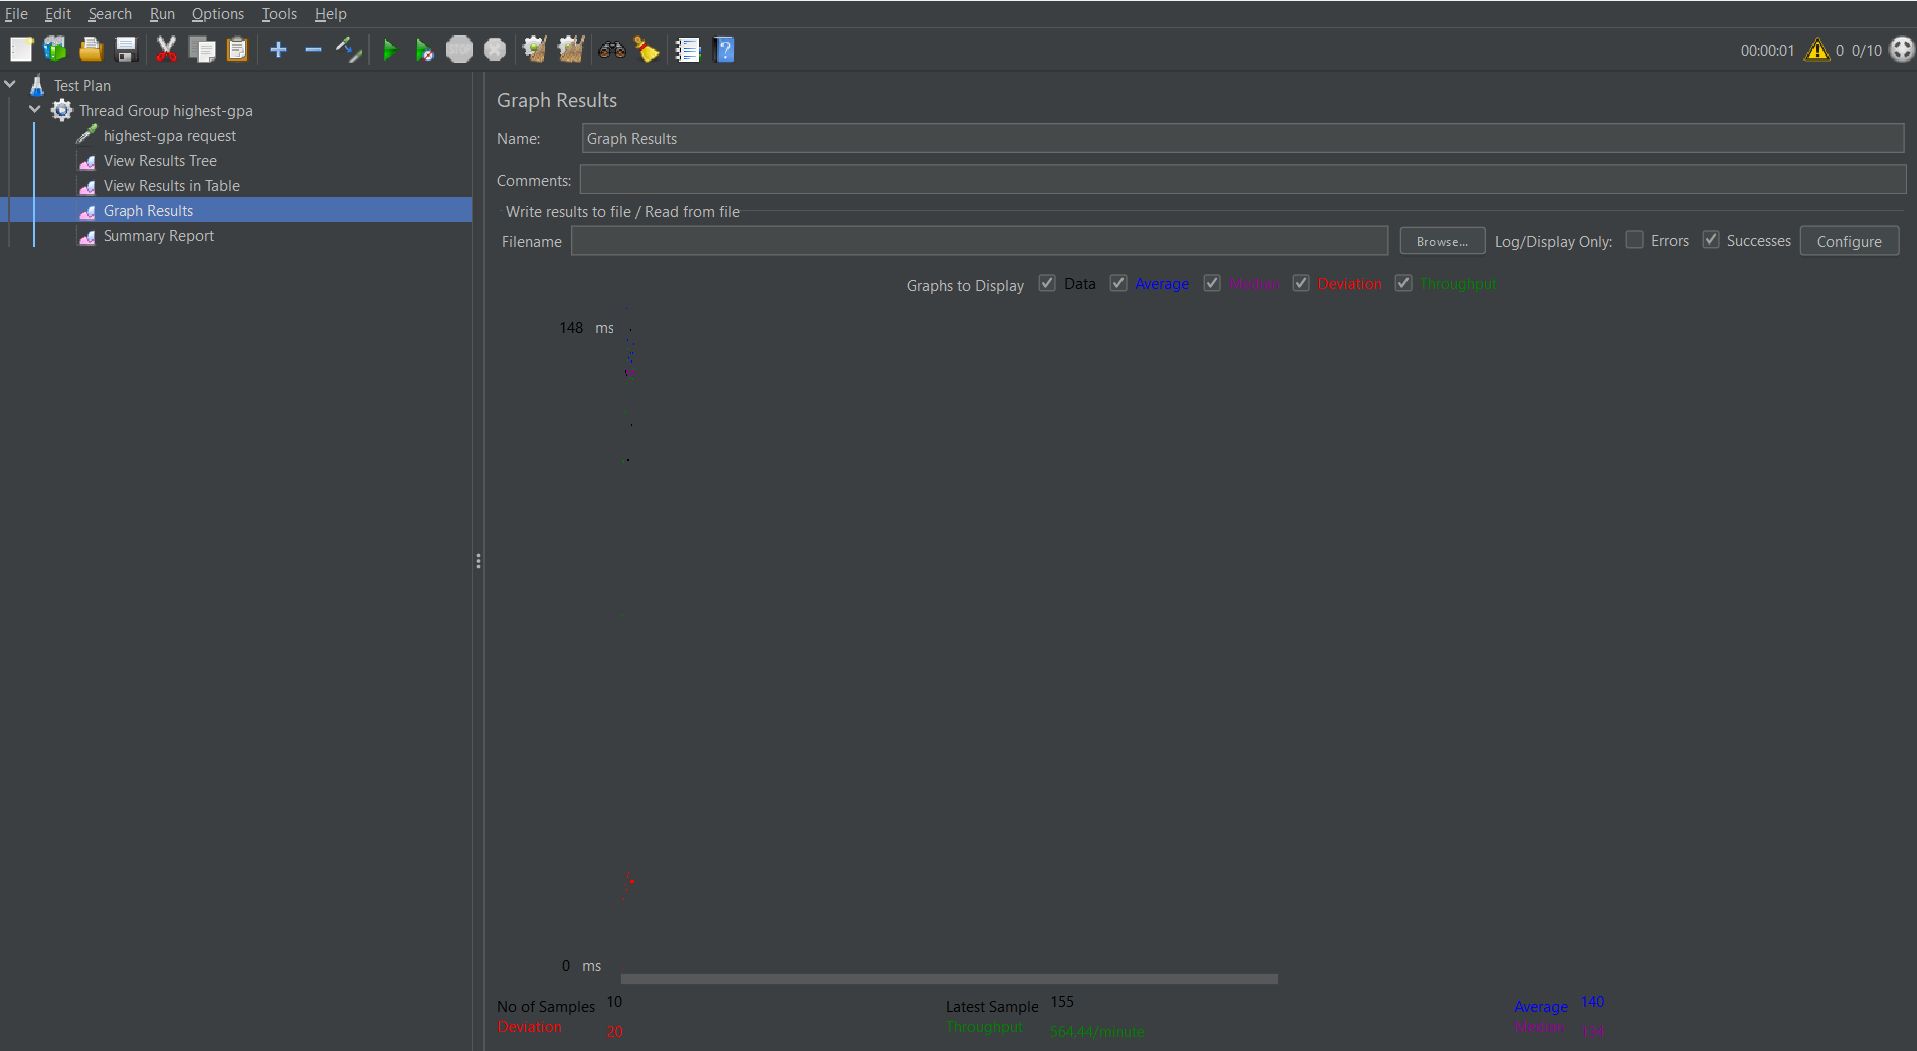 File Edit Search Run Options Tools Help
00:00:01 0 0/10
Test Plan
Thread Group highest-gpa
highest-gpa request
View Results Tree
View Results in Table
Graph Results
Summary Report
Graph Results
Name: Graph Results
Comments:
Write results to file / Read from file
Filename Browse... Log/Display Only: Errors Successes Configure
Graphs to Display Data Average Median Deviation Throughput
148 ms
0 ms
No of Samples 10 Latest Sample 155 Average 140
Deviation 20 Throughput 564.44/minute Median